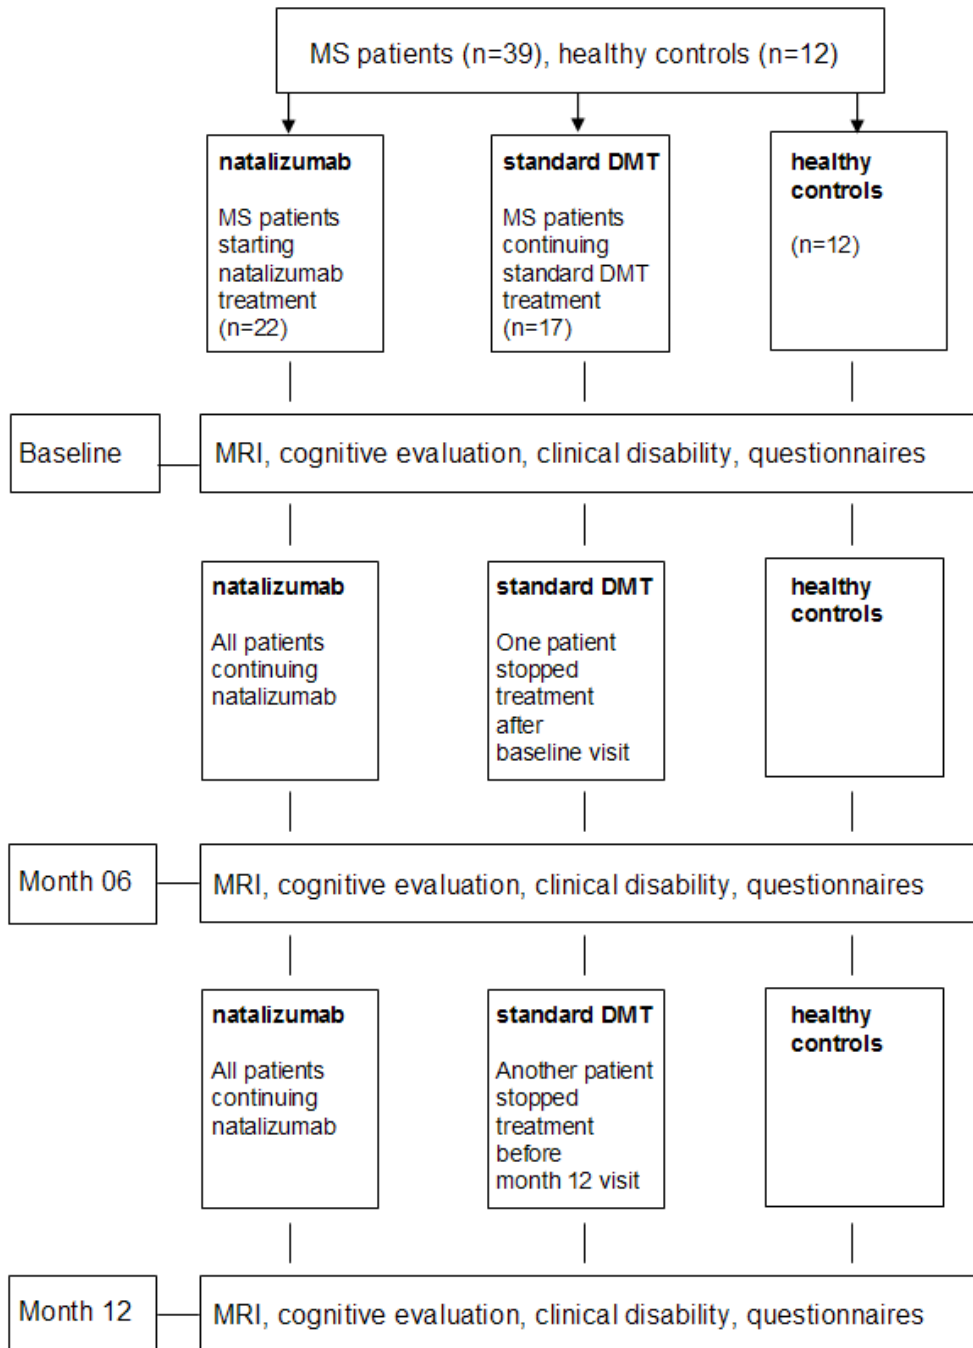 MS patients (n=39), healthy controls (n=12)
natalizumab
MS patients
starting
natalizumab
treatment
(n=22)
standard DMT
MS patients
continuing
standard DMT
treatment
(n=17)
healthy
controls
(n=12)
Baseline
MRI, cognitive evaluation, clinical disability, questionnaires
natalizumab
All patients
continuing
natalizumab
standard DMT
One patient
stopped
treatment
after
baseline visit
healthy
controls
Month 06
MRI, cognitive evaluation, clinical disability, questionnaires
natalizumab
All patients
continuing
natalizumab
standard DMT
Another patient
stopped
treatment
before
month 12 visit
healthy
controls
Month 12
MRI, cognitive evaluation, clinical disability, questionnaires